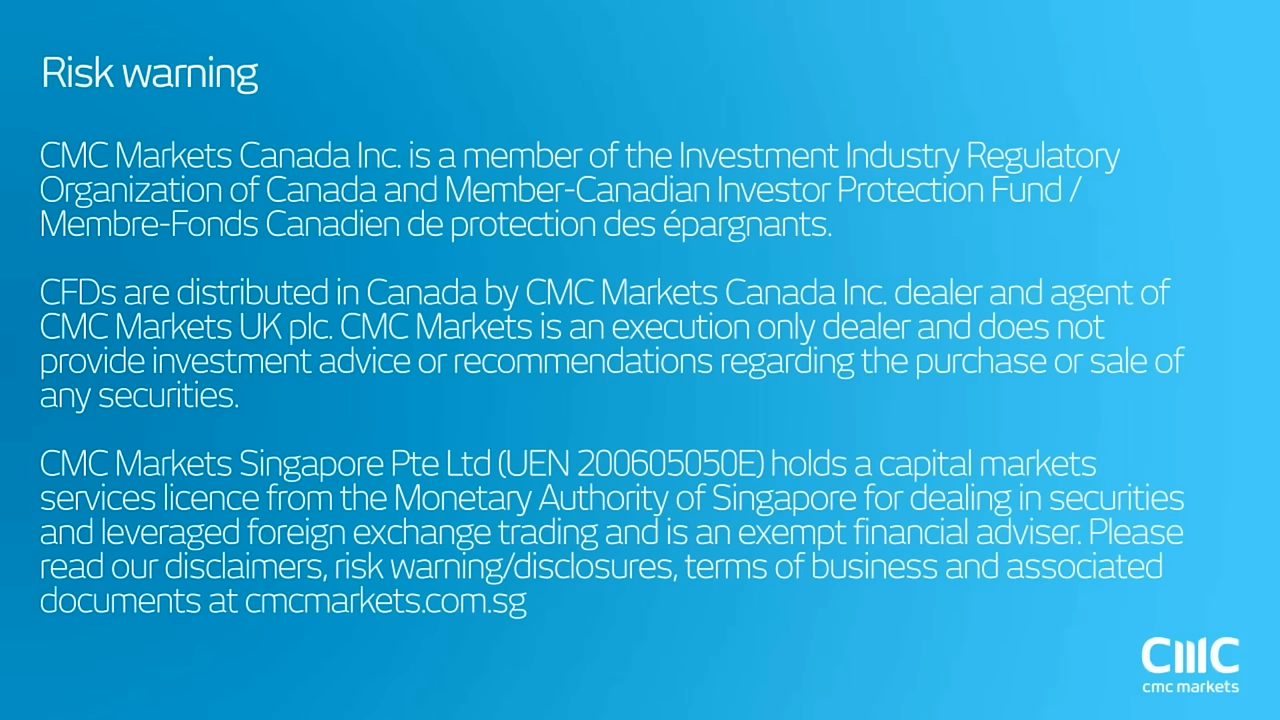 Risk warning
CMC Markets Canada Inc. is a member of the Investment Industry Regulatory
Organization of Canada and Member-Canadian Investor Protection Fund /
Membre-Fonds Canadien de protection des épargnants.
CFDs are distributed in Canada by CMC Markets Canada Inc. dealer and agent of
CMC Markets UK plc. CMC Markets is an execution only dealer and does not
provide investment advice or recommendations regarding the purchase or sale of
any securities.
CMC Markets Singapore Pte Ltd (UEN 200605050E) holds a capital markets
services licence from the Monetary Authority of Singapore for dealing in securities
and leveraged foreign exchange trading and is an exempt financial adviser. Please
read our disclaimers, risk warning/disclosures, terms of business and associated
documents at cmcmarkets.com.sg
CMC
cmc markets